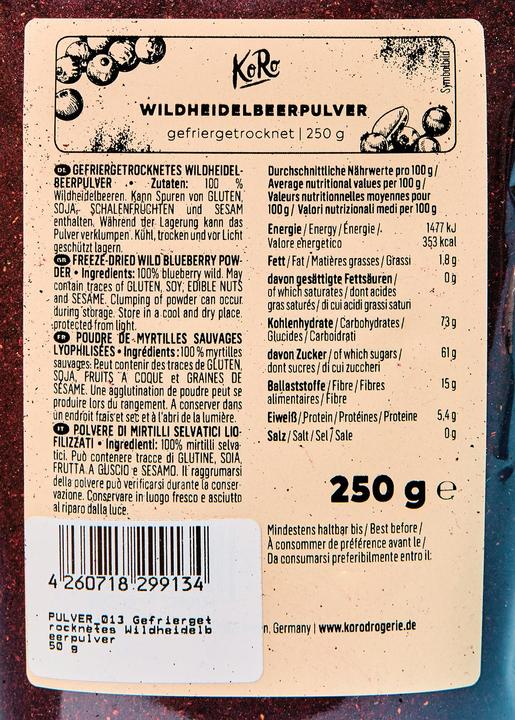 KoRo
Symbolbild
WILDHEIDELBEERPULVER
gefriergetrocknet | 250 g
DE GEFRIERGETROCKNETES WILDHEIDEL-
BEERPULVER • Zutaten: 100 %
Wildheidelbeeren. Kann Spuren von GLUTEN,
SOJA, SCHALENFRÜCHTEN und SESAM
enthalten. Während der Lagerung kann das
Pulver verklumpen. Kühl, trocken und vor Licht
geschützt lagern.
GB FREEZE-DRIED WILD BLUEBERRY POW-
DER • Ingredients: 100% blueberry wild. May
contain traces of GLUTEN, SOY, EDIBLE NUTS
and SESAME. Clumping of powder can occur
during storage. Store in a cool and dry place,
protected from light.
FR POUDRE DE MYRTILLES SAUVAGES
LYOPHILISÉES • Ingrédients: 100 % myrtilles
sauvages. Peut contenir des traces de GLUTEN,
SOJA, FRUITS À COQUE et GRAINES DE
SÉSAME. Une agglutination de poudre peut se
produire lors du rangement. À conserver dans
un endroit frais et sec et à l'abri de la lumière.
IT POLVERE DI MIRTILLI SELVATICI LIO-
FILIZZATI • Ingredienti: 100% mirtilli selva-
tici. Può contenere tracce di GLUTINE, SOIA,
FRUTTA A GUSCIO e SESAMO. Il raggrumarsi
della polvere può verificarsi durante la conser-
vazione. Conservare in luogo fresco e asciutto
al riparo dalla luce.
Durchschnittliche Nährwerte pro 100 g/
Average nutritional values per 100 g/
Valeurs nutritionnelles moyennes pour
100 g/ Valori nutrizionali medi per 100 g
Energie / Energy / Énergie /. 1477 kJ
Valore energetico 353 kcal
Fett / Fat / Matières grasses / Grassi 1,8 g
davon gesättigte Fettsäuren/ 0 g
of which saturates / dont acides
gras saturés / di cui acidi grassi saturi
Kohlenhydrate / Carbohydrates / 73 g
Glucides / Carboidrati
davon Zucker / of which sugars / 61 g
dont sucres / di cui zuccheri
Ballaststoffe / Fibre / Fibres 15 g
alimentaires / Fibre
Eiweiß / Protein / Protéines / Proteine 5,4 g
Salz / Salt / Sel / Sale 0 g
250 g e
Mindestens haltbar bis / Best before /
À consommer de préférence avant le /
Da consumarsi preferibilmente entro il:
n, Germany | www.korodrogerie.de
4 260718 299134
PULVER_013 Gefrierget
rocknetes Wildheidelb
eerpulver
50 g